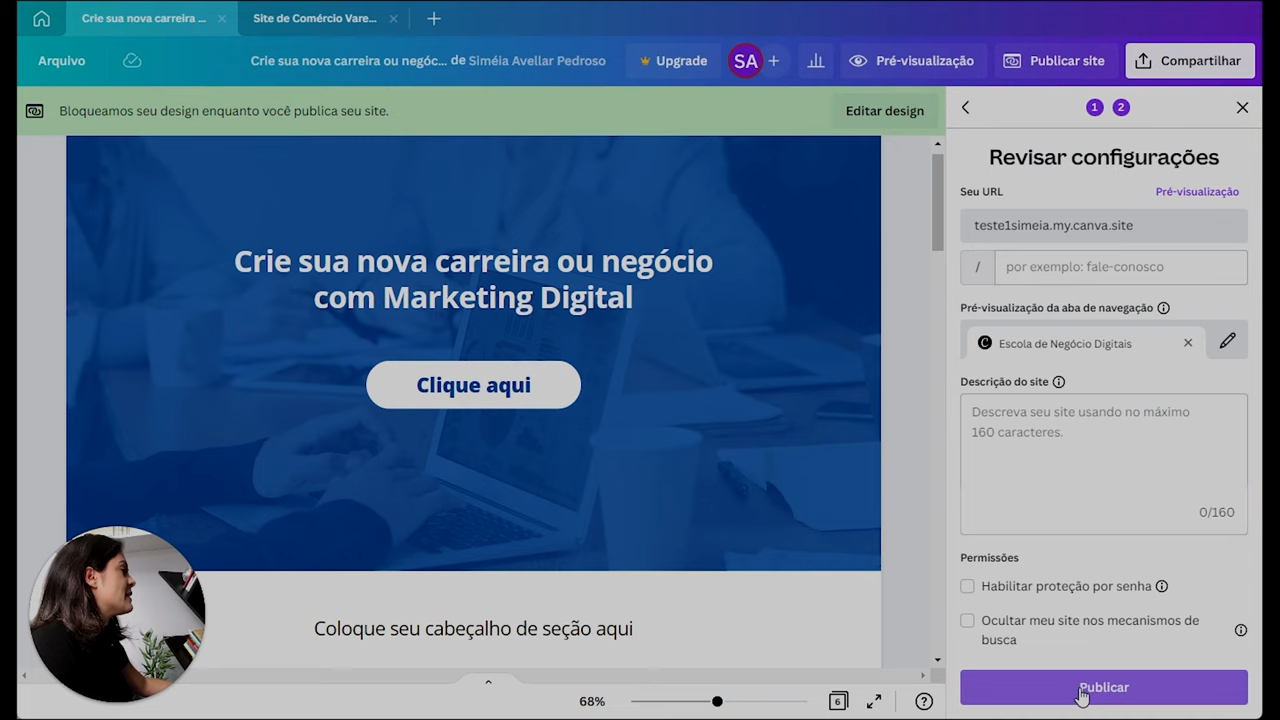 Crie sua nova carreira ...
Site de Comércio Vare...
Arquivo
Crie sua nova carreira ou negóc... de Siméia Avellar Pedroso
Upgrade
SA
Pré-visualização
Publicar site
Compartilhar
Bloqueamos seu design enquanto você publica seu site.
Editar design
Crie sua nova carreira ou negócio
com Marketing Digital
Clique aqui
Coloque seu cabeçalho de seção aqui
68%
6
1 2
Revisar configurações
Seu URL
Pré-visualização
teste1simeia.my.canva.site
/ por exemplo: fale-conosco
Pré-visualização da aba de navegação
Escola de Negócio Digitais
Descrição do site
Descreva seu site usando no máximo
160 caracteres.
0/160
Permissões
Habilitar proteção por senha
Ocultar meu site nos mecanismos de
busca
Publicar